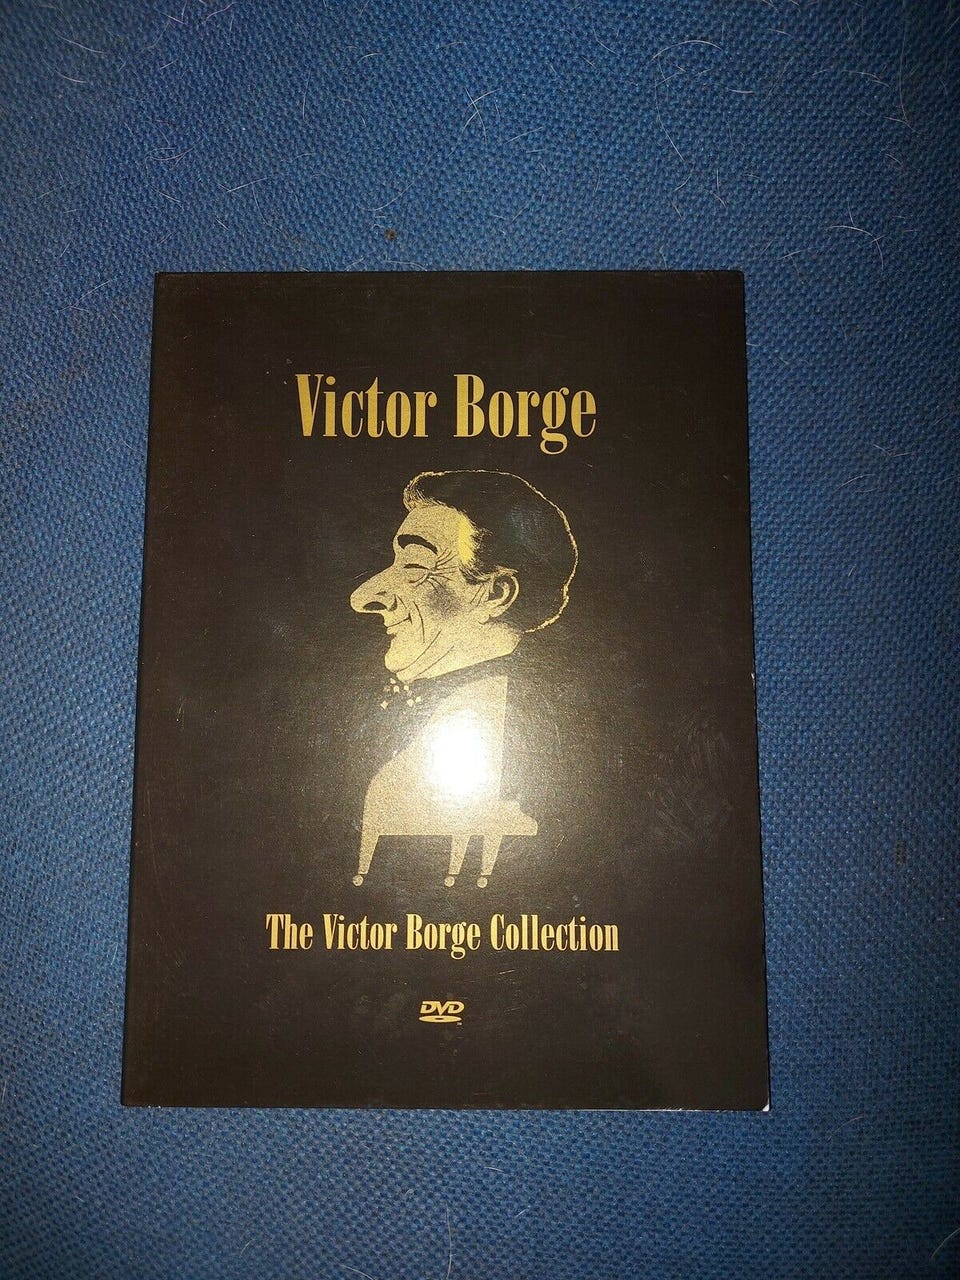 Victor Borge
The Victor Borge Collection
DVD